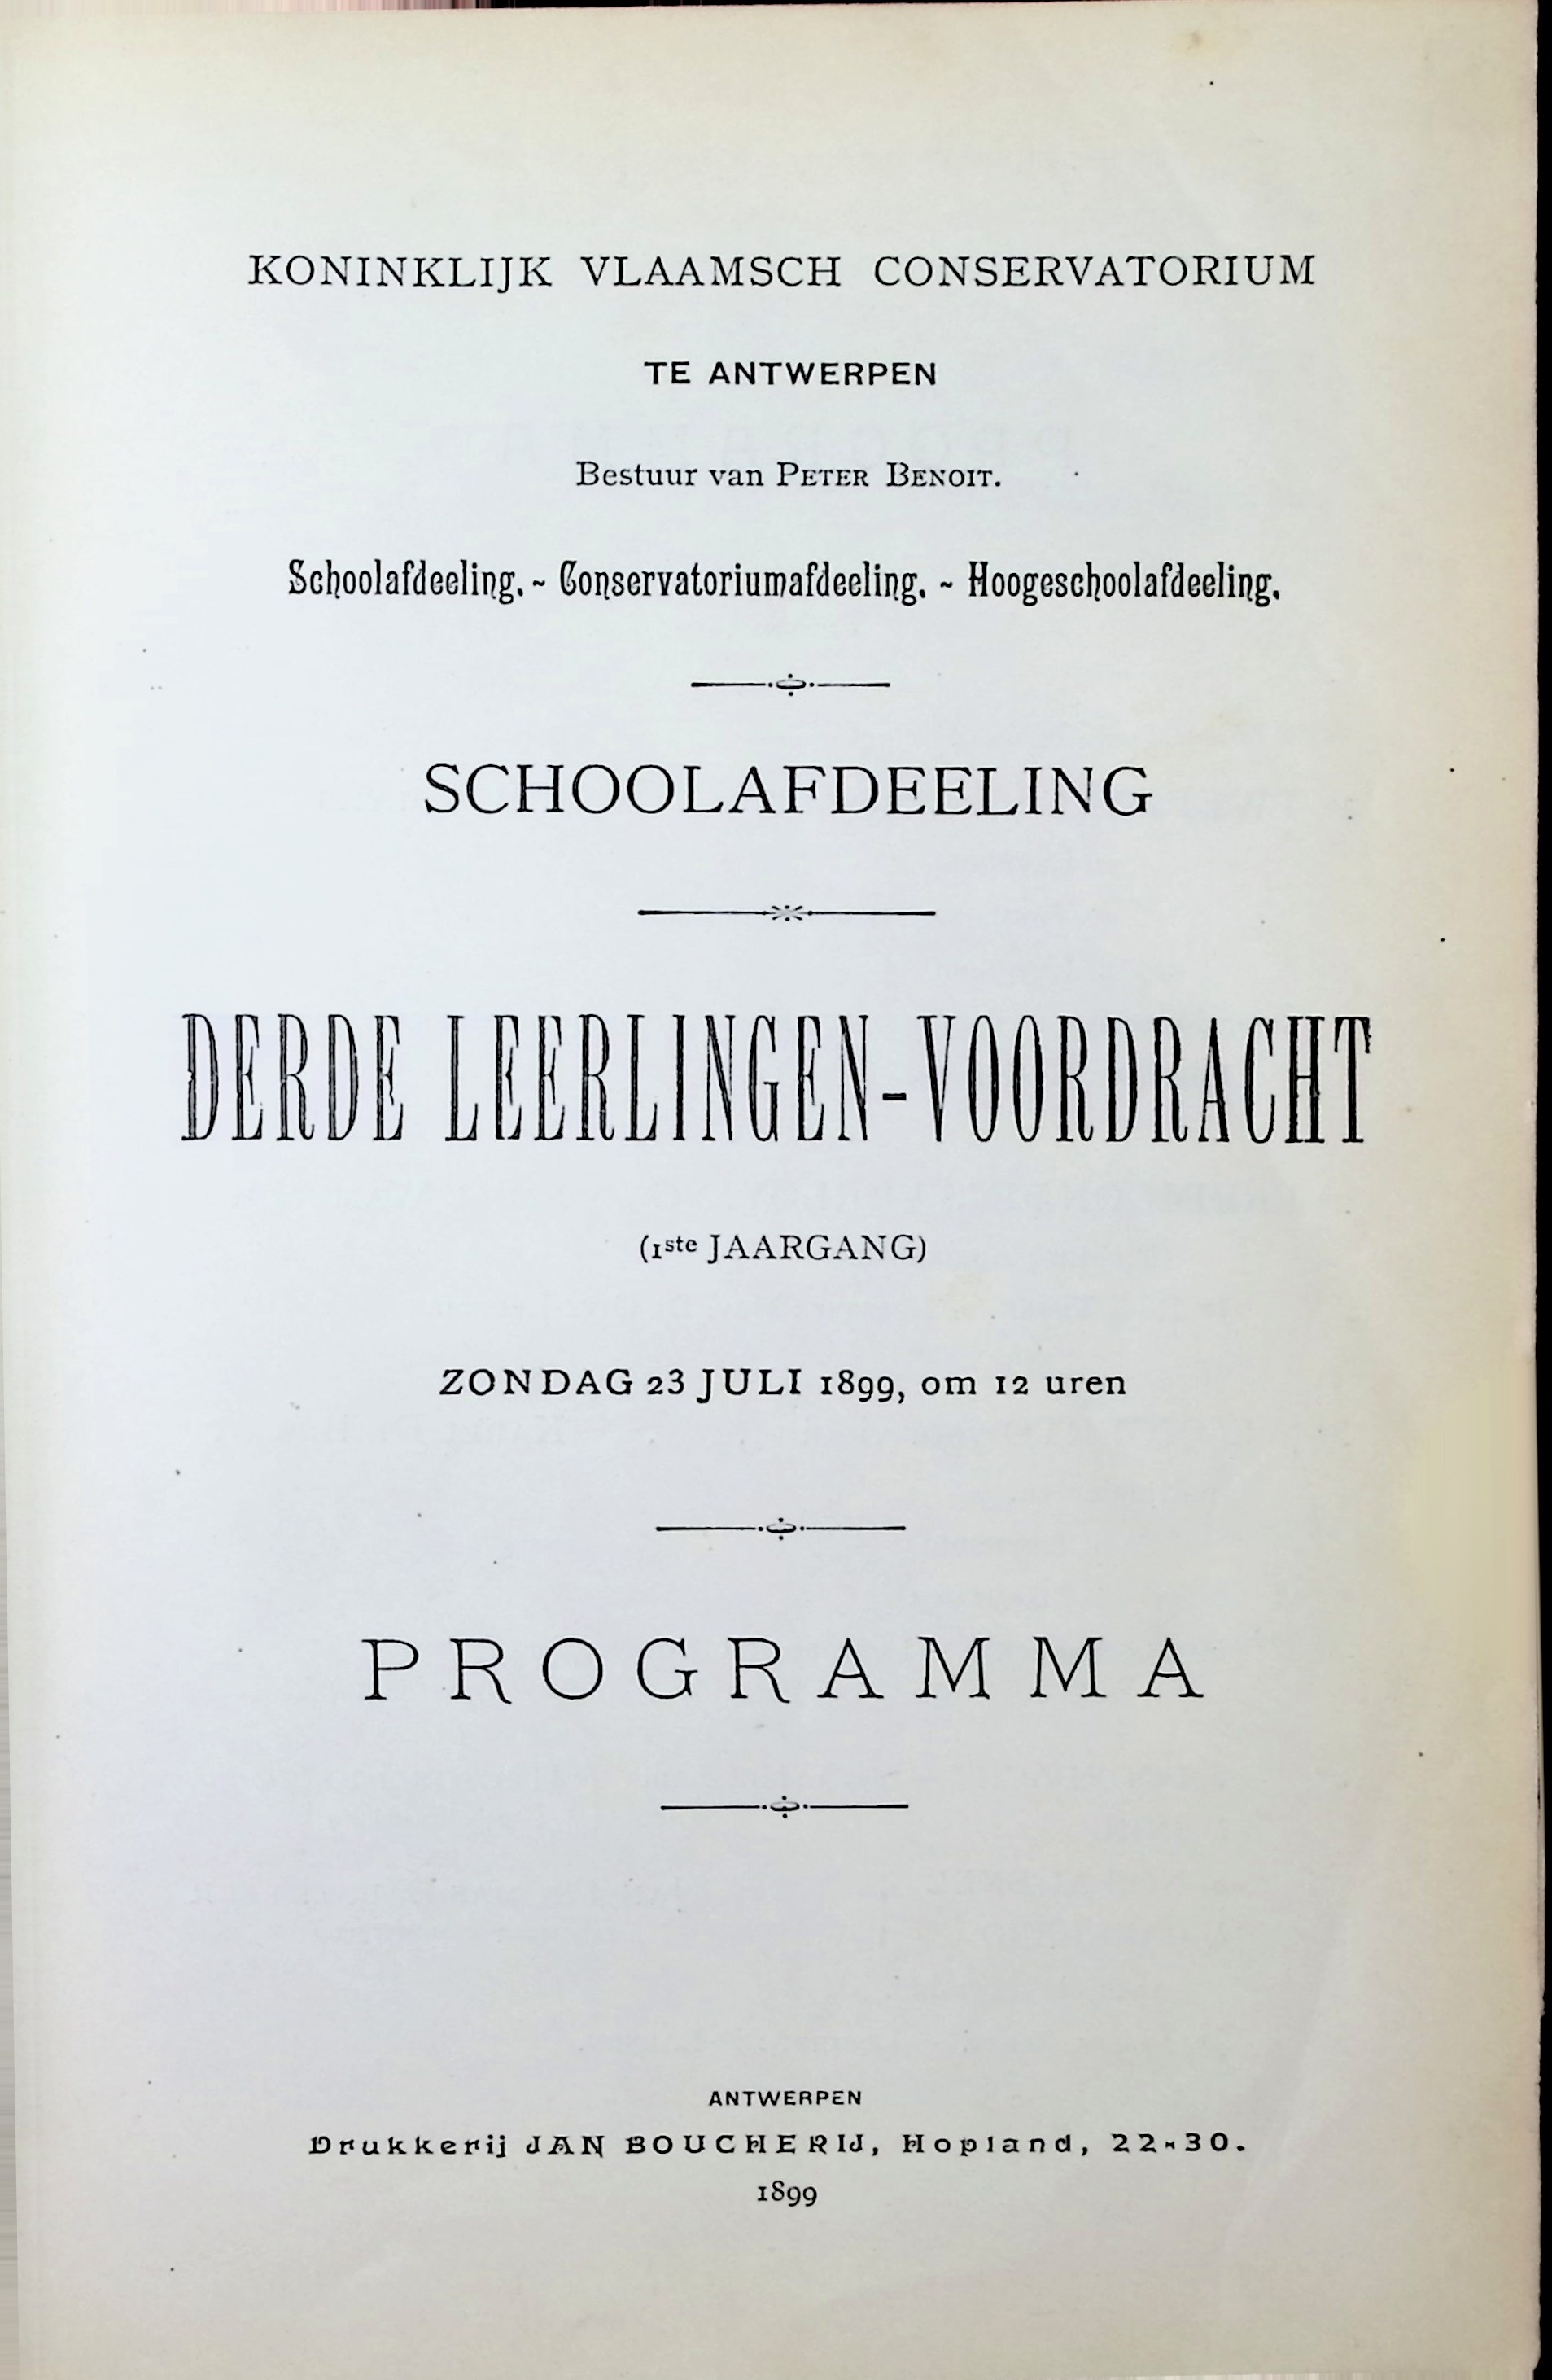 KONINKLIJK VLAAMSCH CONSERVATORIUM
TE ANTWERPEN
Bestuur van PETER BENOIT.
Schoolafdeeling. ~ Conservatoriumafdeeling. ~ Hoogeschoolafdeeling.
SCHOOLAFDEELING
DERDE LEERLINGEN-VOORDRACHT
(1ste JAARGANG)
ZONDAG 23 JULI 1899, om 12 uren
PROGRAMMA
ANTWERPEN
Drukkerij JAN BOUCHERIJ, Hopland, 22-30.
1899